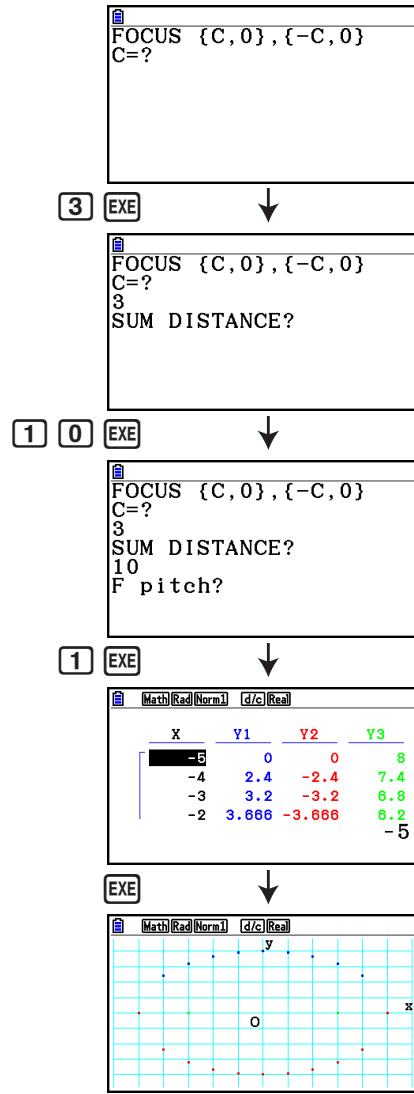 FOCUS {C,0},{-C,0}
C=?
3 EXE
FOCUS {C,0},{-C,0}
C=?
3
SUM DISTANCE?
1 0 EXE
FOCUS {C,0},{-C,0}
C=?
3
SUM DISTANCE?
10
F pitch?
1 EXE
Math Rad Norm1 d/c Real
X Y1 Y2 Y3
-5 0 0 8
-4 2.4 -2.4 7.4
-3 3.2 -3.2 6.8
-2 3.666 -3.666 6.2
-5
EXE
Math Rad Norm1 d/c Real
y
x
O